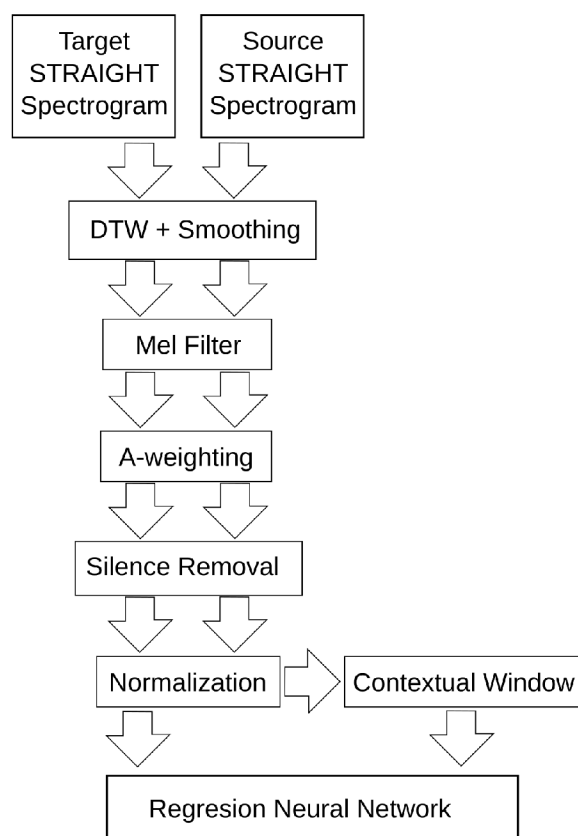 Target
STRAIGHT
Spectrogram
Source
STRAIGHT
Spectrogram
DTW + Smoothing
Mel Filter
A-weighting
Silence Removal
Normalization
Contextual Window
Regresion Neural Network